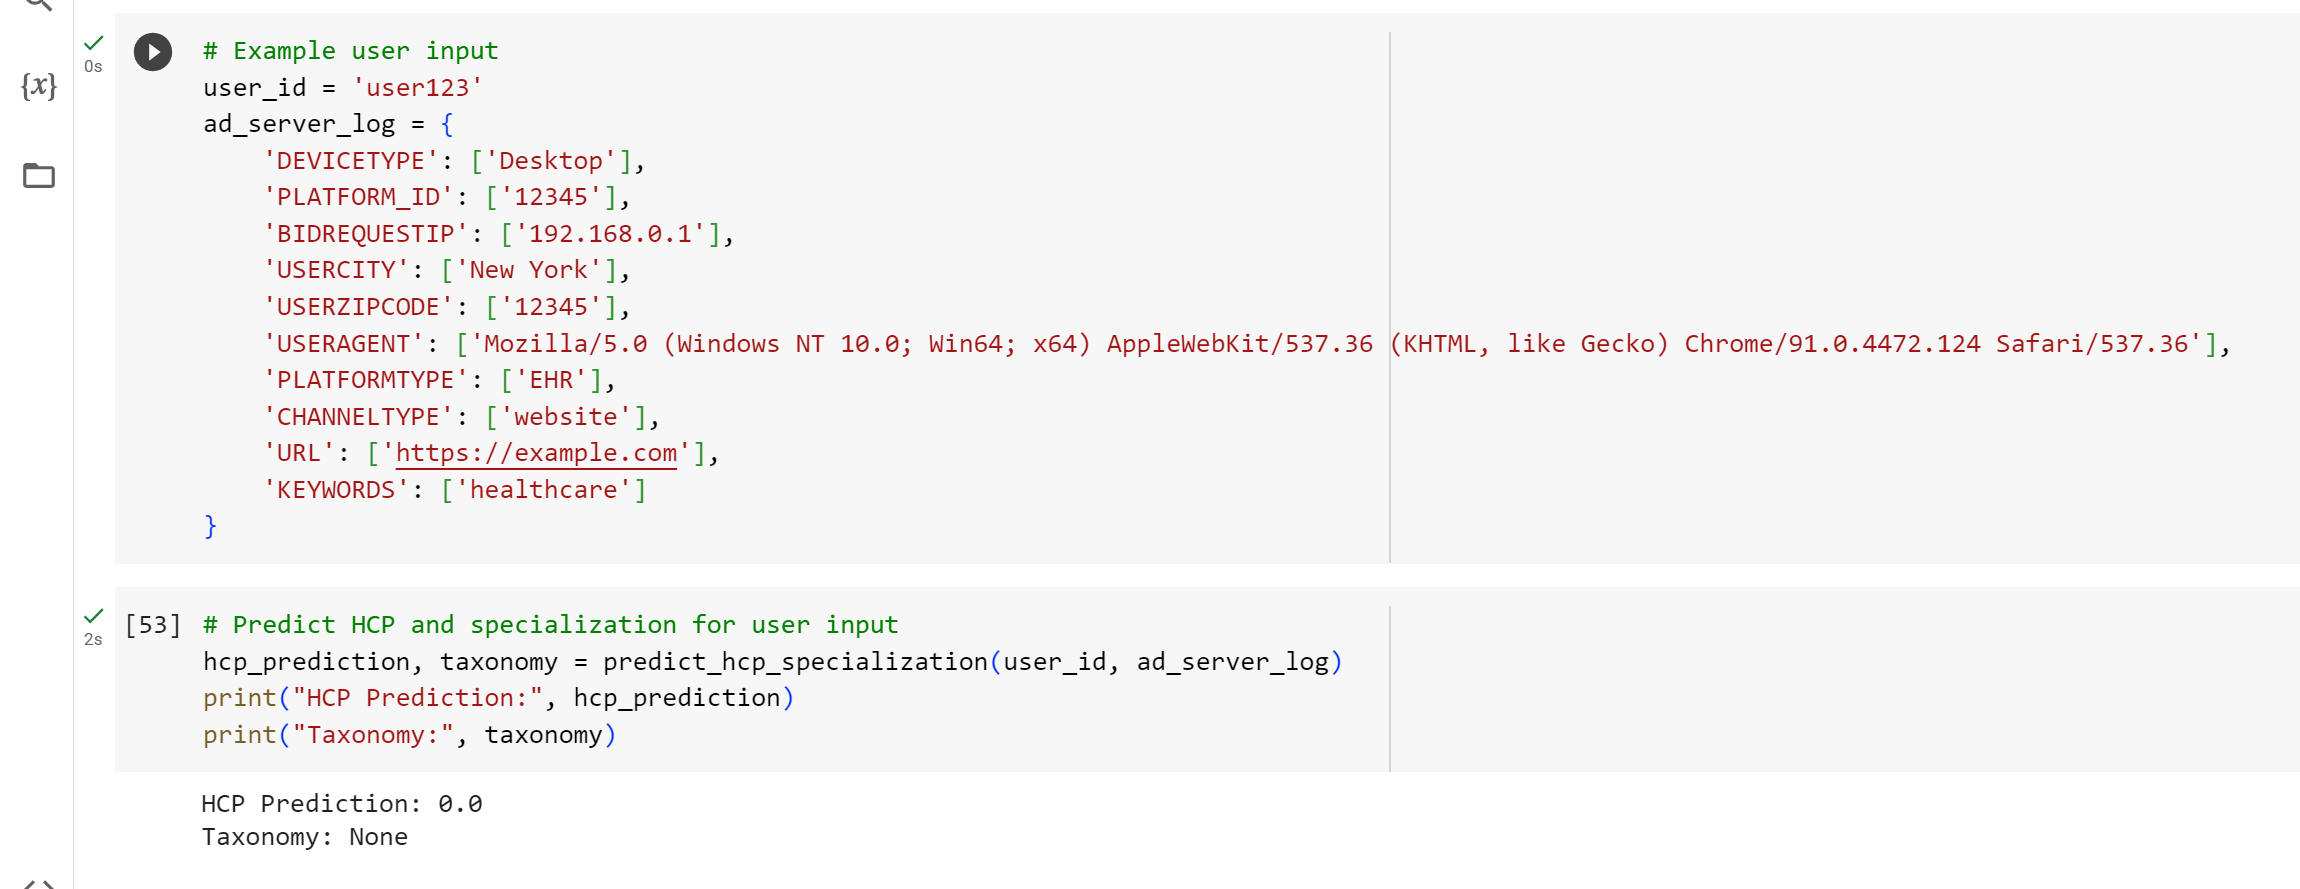 # Example user input
0s
{x}
user_id = 'user123'
ad_server_log = {
    'DEVICETYPE': ['Desktop'],
    'PLATFORM_ID': ['12345'],
    'BIDREQUESTIP': ['192.168.0.1'],
    'USERCITY': ['New York'],
    'USERZIPCODE': ['12345'],
    'USERAGENT': ['Mozilla/5.0 (Windows NT 10.0; Win64; x64) AppleWebKit/537.36 (KHTML, like Gecko) Chrome/91.0.4472.124 Safari/537.36'],
    'PLATFORMTYPE': ['EHR'],
    'CHANNELTYPE': ['website'],
    'URL': ['https://example.com'],
    'KEYWORDS': ['healthcare']
}
[53] # Predict HCP and specialization for user input
2s
hcp_prediction, taxonomy = predict_hcp_specialization(user_id, ad_server_log)
print("HCP Prediction:", hcp_prediction)
print("Taxonomy:", taxonomy)
HCP Prediction: 0.0
Taxonomy: None